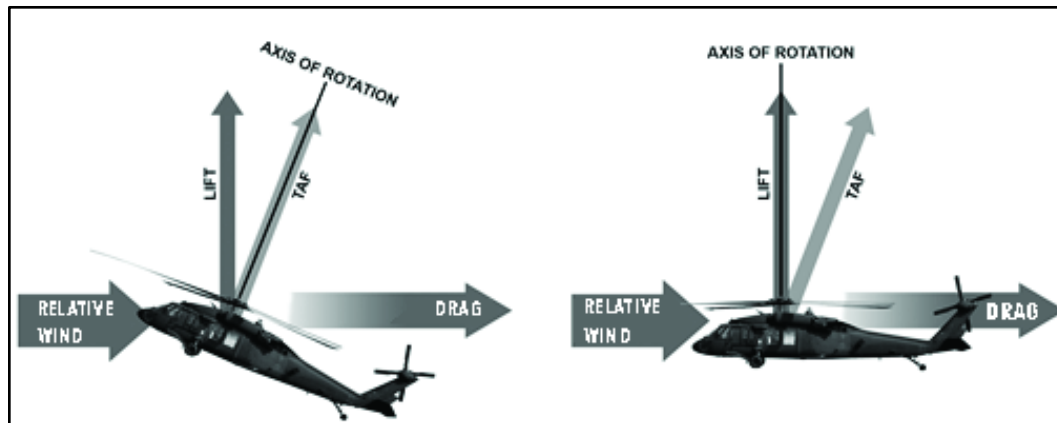 AXIS OF ROTATION
LIFT
TAF
RELATIVE
WIND
DRAG
AXIS OF ROTATION
LIFT
TAF
RELATIVE
WIND
DRAG